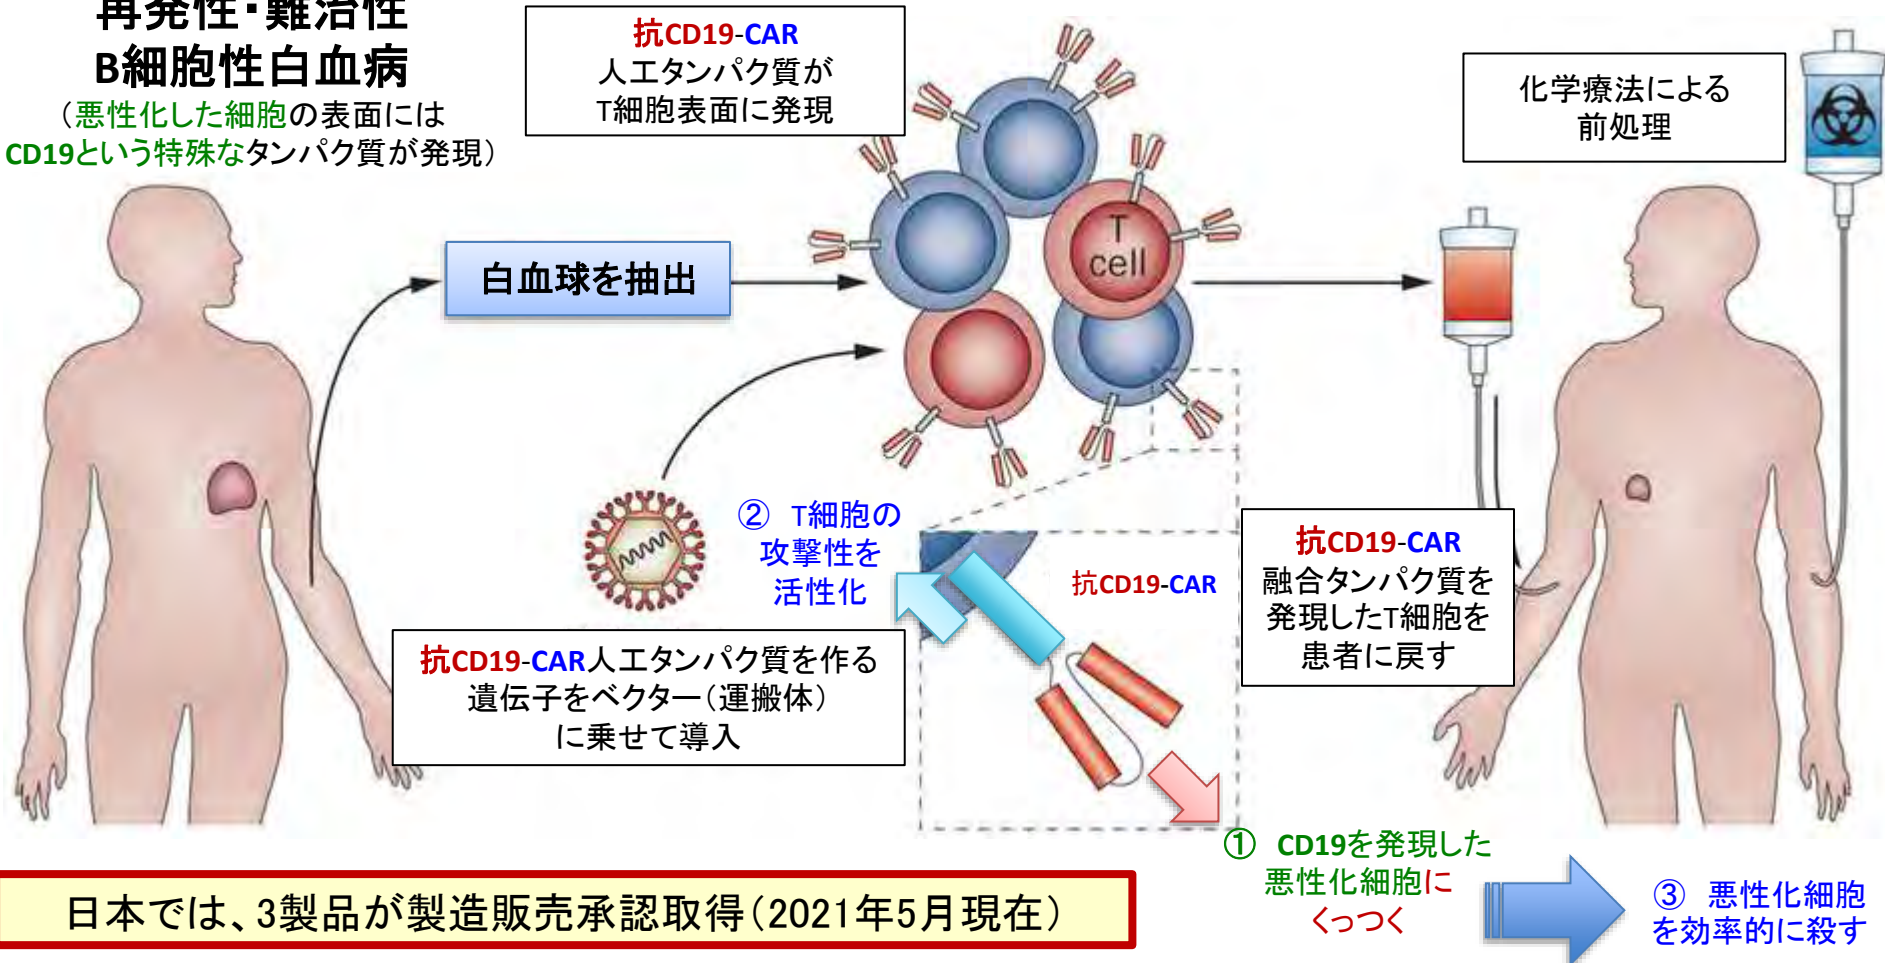 再発性・難治性
B細胞性白血病
（悪性化した細胞の表面には
CD19という特殊なタンパク質が発現）
抗CD19-CAR
人工タンパク質が
T細胞表面に発現
化学療法による
前処理
白血球を抽出
T
cell
② T細胞の
攻撃性を
活性化
抗CD19-CAR
抗CD19-CAR
融合タンパク質を
発現したT細胞を
患者に戻す
抗CD19-CAR人工タンパク質を作る
遺伝子をベクター（運搬体）
に乗せて導入
① CD19を発現した
悪性化細胞に
くっつく
③ 悪性化細胞
を効率的に殺す
日本では、3製品が製造販売承認取得（2021年5月現在）